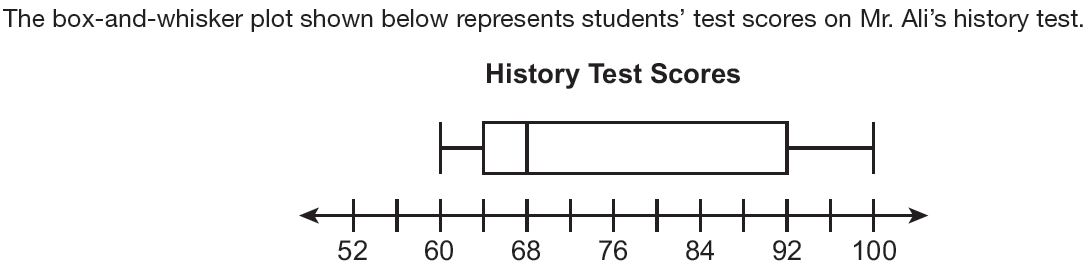 The box-and-whisker plot shown below represents students’ test scores on Mr. Ali’s history test.
History Test Scores
52 60 68 76 84 92 100